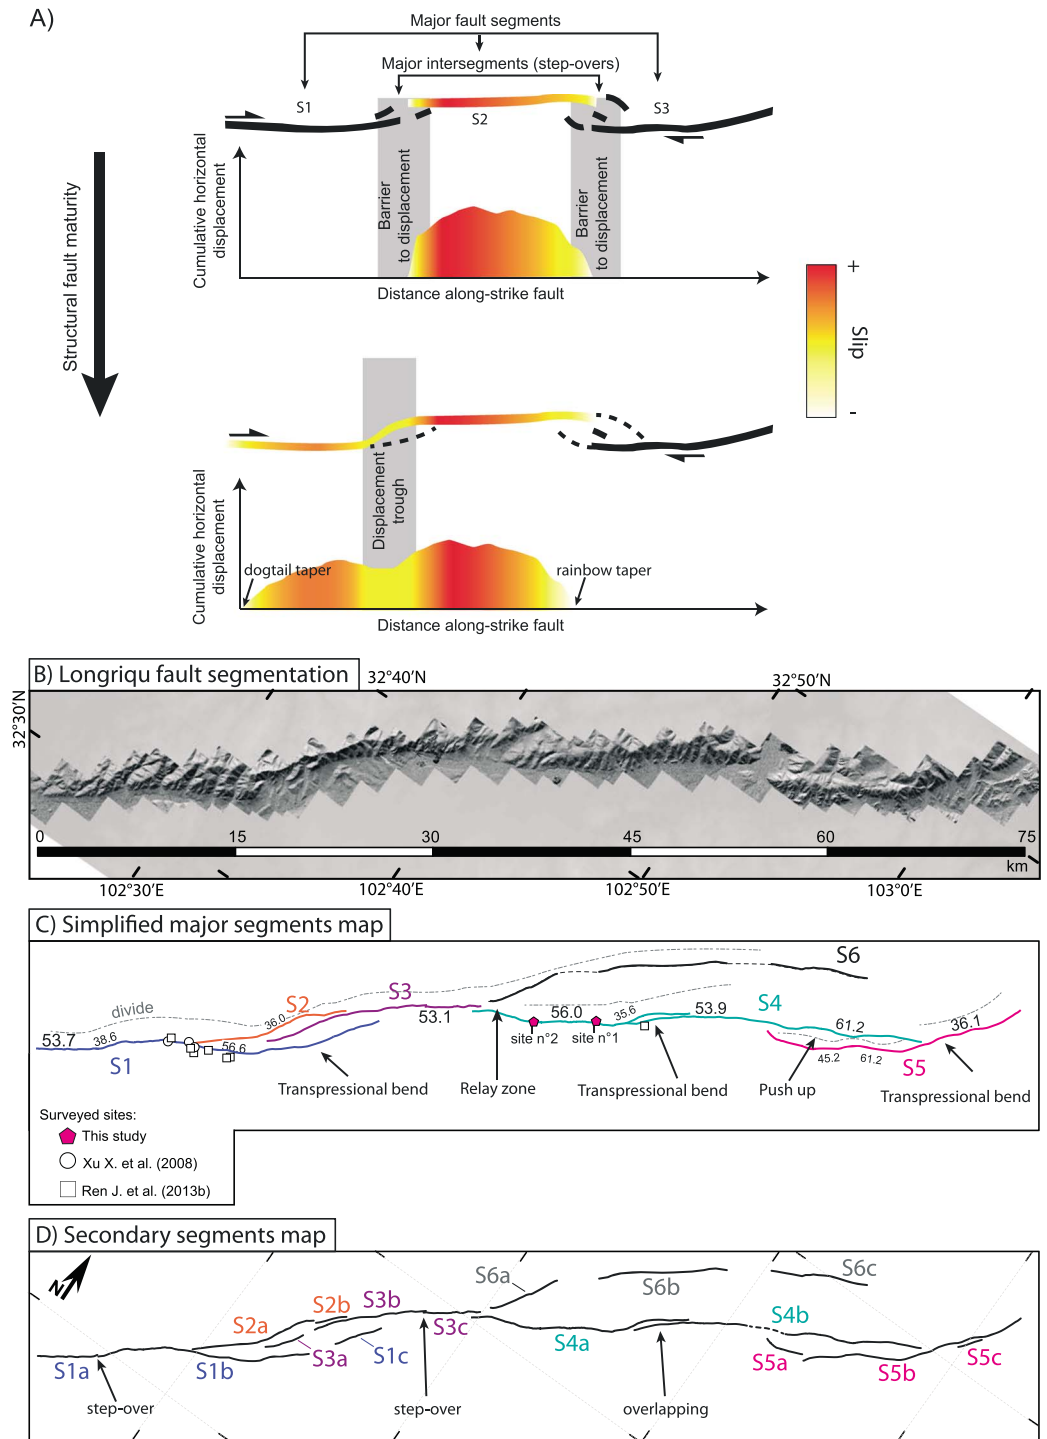 A)
Major fault segments
Major intersegments (step-overs)
S1
S2
S3
Structural fault maturity
Cumulative horizontal
displacement
Barrier
to displacement
Barrier
to displacement
Distance along-strike fault
+
Slip
-
Displacement
trough
Cumulative horizontal
displacement
dogtail taper
rainbow taper
Distance along-strike fault
B) Longriqu fault segmentation
32°40'N
32°50'N
32°30'N
0
15
30
45
60
75
km
102°30'E
102°40'E
102°50'E
103°0'E
C) Simplified major segments map
divide
S6
S2
S3
S4
53.7
38.6
36.0
53.1
56.0
35.6
53.9
61.2
36.1
S1
56.6
site n°2
site n°1
45.2
61.2
S5
Transpressional bend
Relay zone
Transpressional bend
Push up
Transpressional bend
Surveyed sites:
This study
Xu X. et al. (2008)
Ren J. et al. (2013b)
D) Secondary segments map
N
S6a
S6b
S6c
S2a
S2b
S3b
S3c
S4b
S1a
S1b
S3a
S1c
S4a
S5a
S5b
S5c
step-over
step-over
overlapping